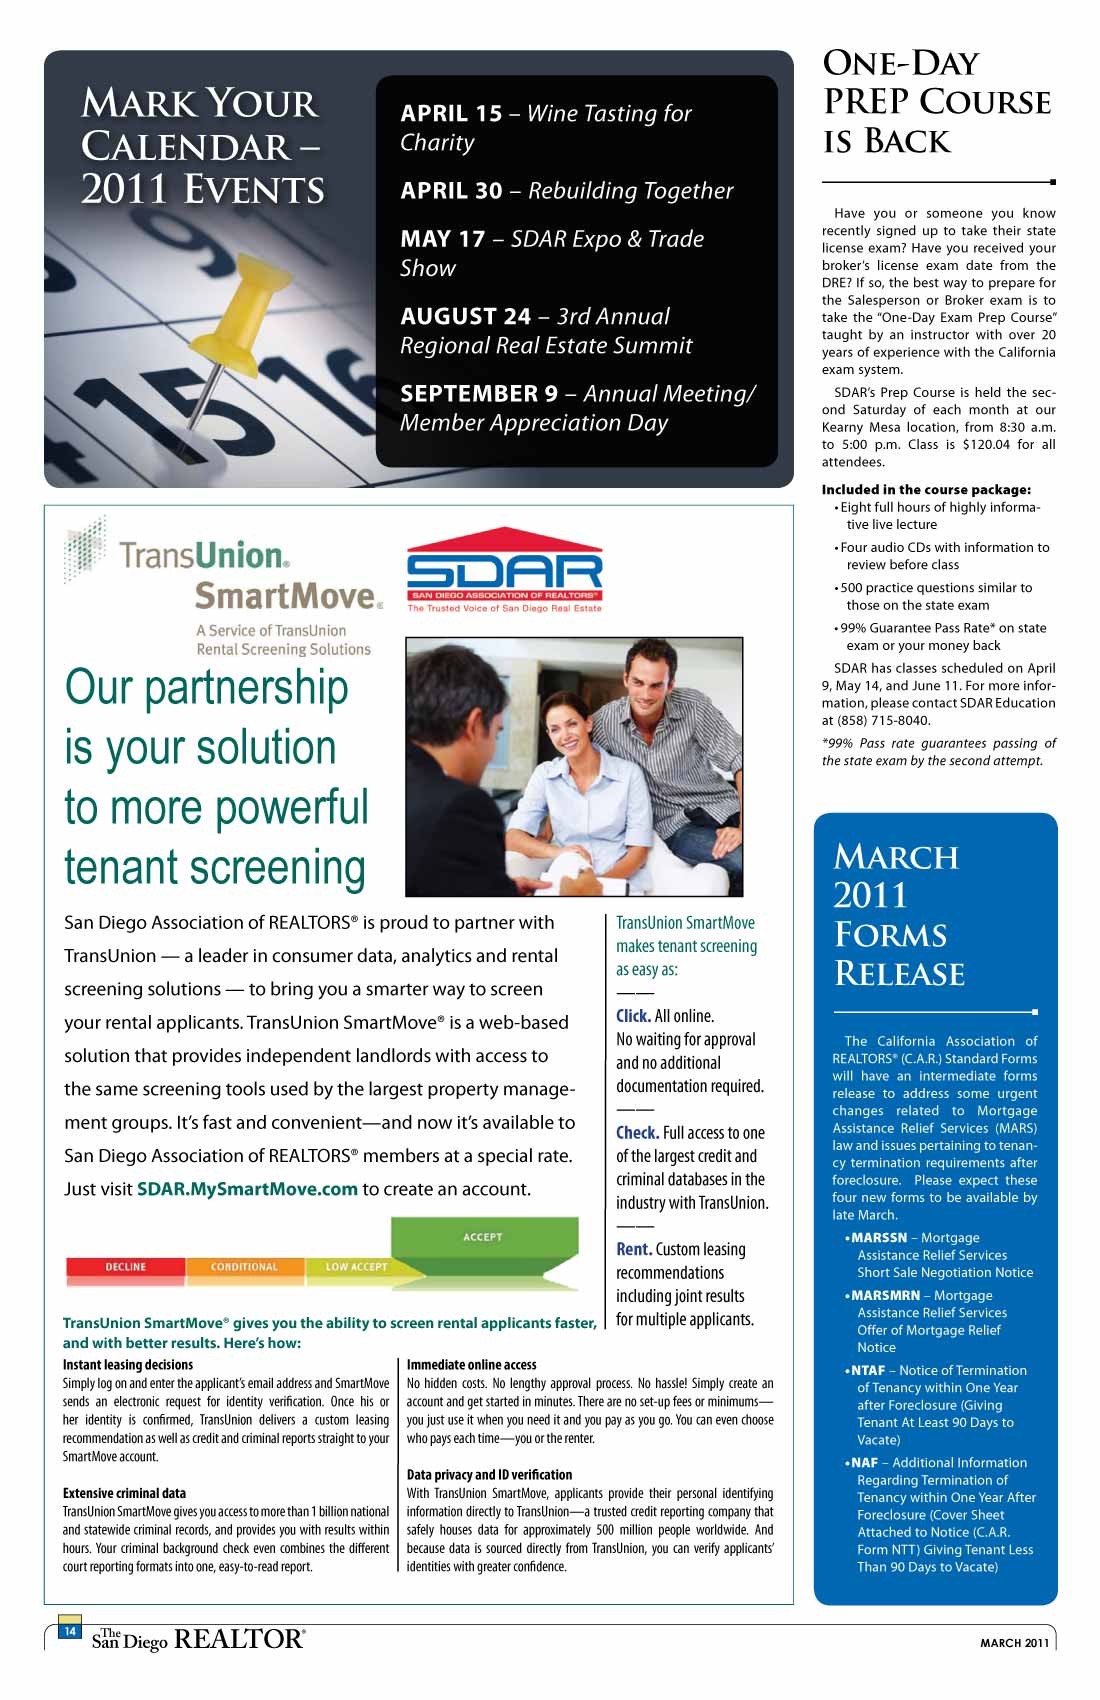 MARK YOUR
CALENDAR –
2011 EVENTS
APRIL 15 – Wine Tasting for
Charity
APRIL 30 – Rebuilding Together
MAY 17 – SDAR Expo & Trade
Show
AUGUST 24 – 3rd Annual
Regional Real Estate Summit
SEPTEMBER 9 – Annual Meeting/
Member Appreciation Day
9
15
16
TransUnion®
SmartMove®
A Service of TransUnion
Rental Screening Solutions
SDAR
SAN DIEGO ASSOCIATION OF REALTORS®
The Trusted Voice of San Diego Real Estate
Our partnership
is your solution
to more powerful
tenant screening
San Diego Association of REALTORS® is proud to partner with
TransUnion — a leader in consumer data, analytics and rental
screening solutions — to bring you a smarter way to screen
your rental applicants. TransUnion SmartMove® is a web-based
solution that provides independent landlords with access to
the same screening tools used by the largest property manage-
ment groups. It’s fast and convenient—and now it’s available to
San Diego Association of REALTORS® members at a special rate.
Just visit SDAR.MySmartMove.com to create an account.
DECLINE
CONDITIONAL
LOW ACCEPT
ACCEPT
TransUnion SmartMove
makes tenant screening
as easy as:
——
Click. All online.
No waiting for approval
and no additional
documentation required.
——
Check. Full access to one
of the largest credit and
criminal databases in the
industry with TransUnion.
——
Rent. Custom leasing
recommendations
including joint results
for multiple applicants.
TransUnion SmartMove® gives you the ability to screen rental applicants faster,
and with better results. Here’s how:
Instant leasing decisions
Simply log on and enter the applicant’s email address and SmartMove
sends an electronic request for identity verification. Once his or
her identity is confirmed, TransUnion delivers a custom leasing
recommendation as well as credit and criminal reports straight to your
SmartMove account.
Extensive criminal data
TransUnion SmartMove gives you access to more than 1 billion national
and statewide criminal records, and provides you with results within
hours. Your criminal background check even combines the different
court reporting formats into one, easy-to-read report.
Immediate online access
No hidden costs. No lengthy approval process. No hassle! Simply create an
account and get started in minutes. There are no set-up fees or minimums—
you just use it when you need it and you pay as you go. You can even choose
who pays each time—you or the renter.
Data privacy and ID verification
With TransUnion SmartMove, applicants provide their personal identifying
information directly to TransUnion—a trusted credit reporting company that
safely houses data for approximately 500 million people worldwide. And
because data is sourced directly from TransUnion, you can verify applicants’
identities with greater confidence.
ONE-DAY
PREP COURSE
IS BACK
Have you or someone you know
recently signed up to take their state
license exam? Have you received your
broker’s license exam date from the
DRE? If so, the best way to prepare for
the Salesperson or Broker exam is to
take the “One-Day Exam Prep Course”
taught by an instructor with over 20
years of experience with the California
exam system.
SDAR’s Prep Course is held the sec-
ond Saturday of each month at our
Kearny Mesa location, from 8:30 a.m.
to 5:00 p.m. Class is $120.04 for all
attendees.
Included in the course package:
• Eight full hours of highly informa-
tive live lecture
• Four audio CDs with information to
review before class
• 500 practice questions similar to
those on the state exam
• 99% Guarantee Pass Rate* on state
exam or your money back
SDAR has classes scheduled on April
9, May 14, and June 11. For more infor-
mation, please contact SDAR Education
at (858) 715-8040.
*99% Pass rate guarantees passing of
the state exam by the second attempt.
MARCH
2011
FORMS
RELEASE
The California Association of
REALTORS® (C.A.R.) Standard Forms
will have an intermediate forms
release to address some urgent
changes related to Mortgage
Assistance Relief Services (MARS)
law and issues pertaining to tenan-
cy termination requirements after
foreclosure. Please expect these
four new forms to be available by
late March.
• MARSSN – Mortgage
Assistance Relief Services
Short Sale Negotiation Notice
• MARSMRN – Mortgage
Assistance Relief Services
Offer of Mortgage Relief
Notice
• NTAF – Notice of Termination
of Tenancy within One Year
after Foreclosure (Giving
Tenant At Least 90 Days to
Vacate)
• NAF – Additional Information
Regarding Termination of
Tenancy within One Year After
Foreclosure (Cover Sheet
Attached to Notice (C.A.R.
Form NTT) Giving Tenant Less
Than 90 Days to Vacate)
14
The San Diego REALTOR®
MARCH 2011